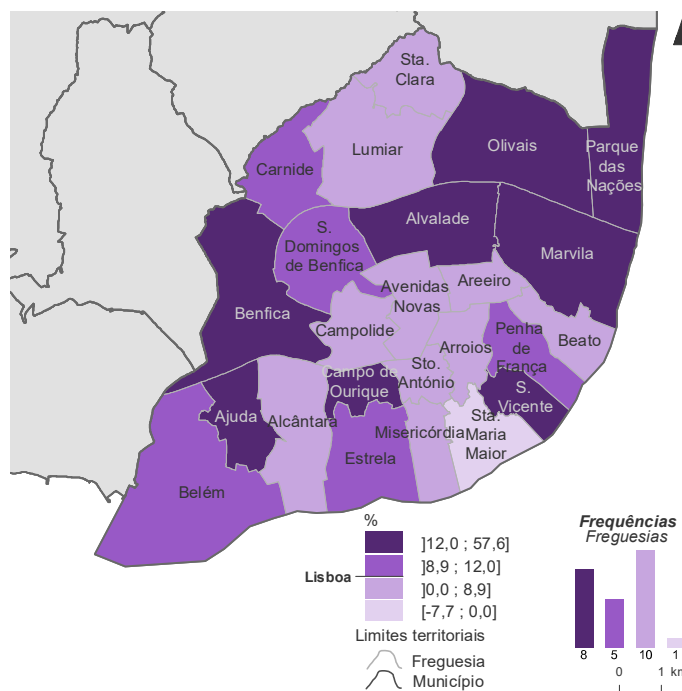 Sta.
Clara
Lumiar
Olivais
Parque
das
Nações
Carnide
Alvalade
S.
Domingos
de Benfica
Marvila
Avenidas
Novas
Areeiro
Benfica
Campolide
Penha
de
França
Beato
Arroios
Sto.
António
Campo de
Ourique
S.
Vicente
Ajuda
Alcântara
Misericórdia
Sta.
Maria
Maior
Estrela
Belém
%
]12,0 ; 57,6]
]8,9 ; 12,0]
Lisboa
]0,0 ; 8,9]
[-7,7 ; 0,0]
Limites territoriais
Freguesia
Município
Frequências
Freguesias
8 5 10 1
0 1 km